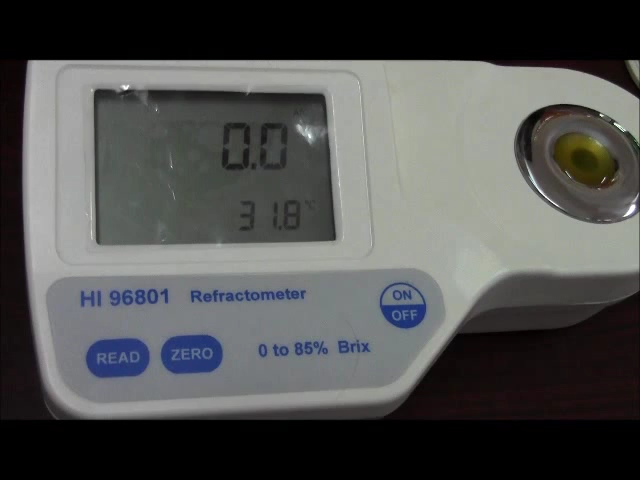 0.0
31.8°C
HI 96801 Refractometer
ON
OFF
READ
ZERO
0 to 85% Brix